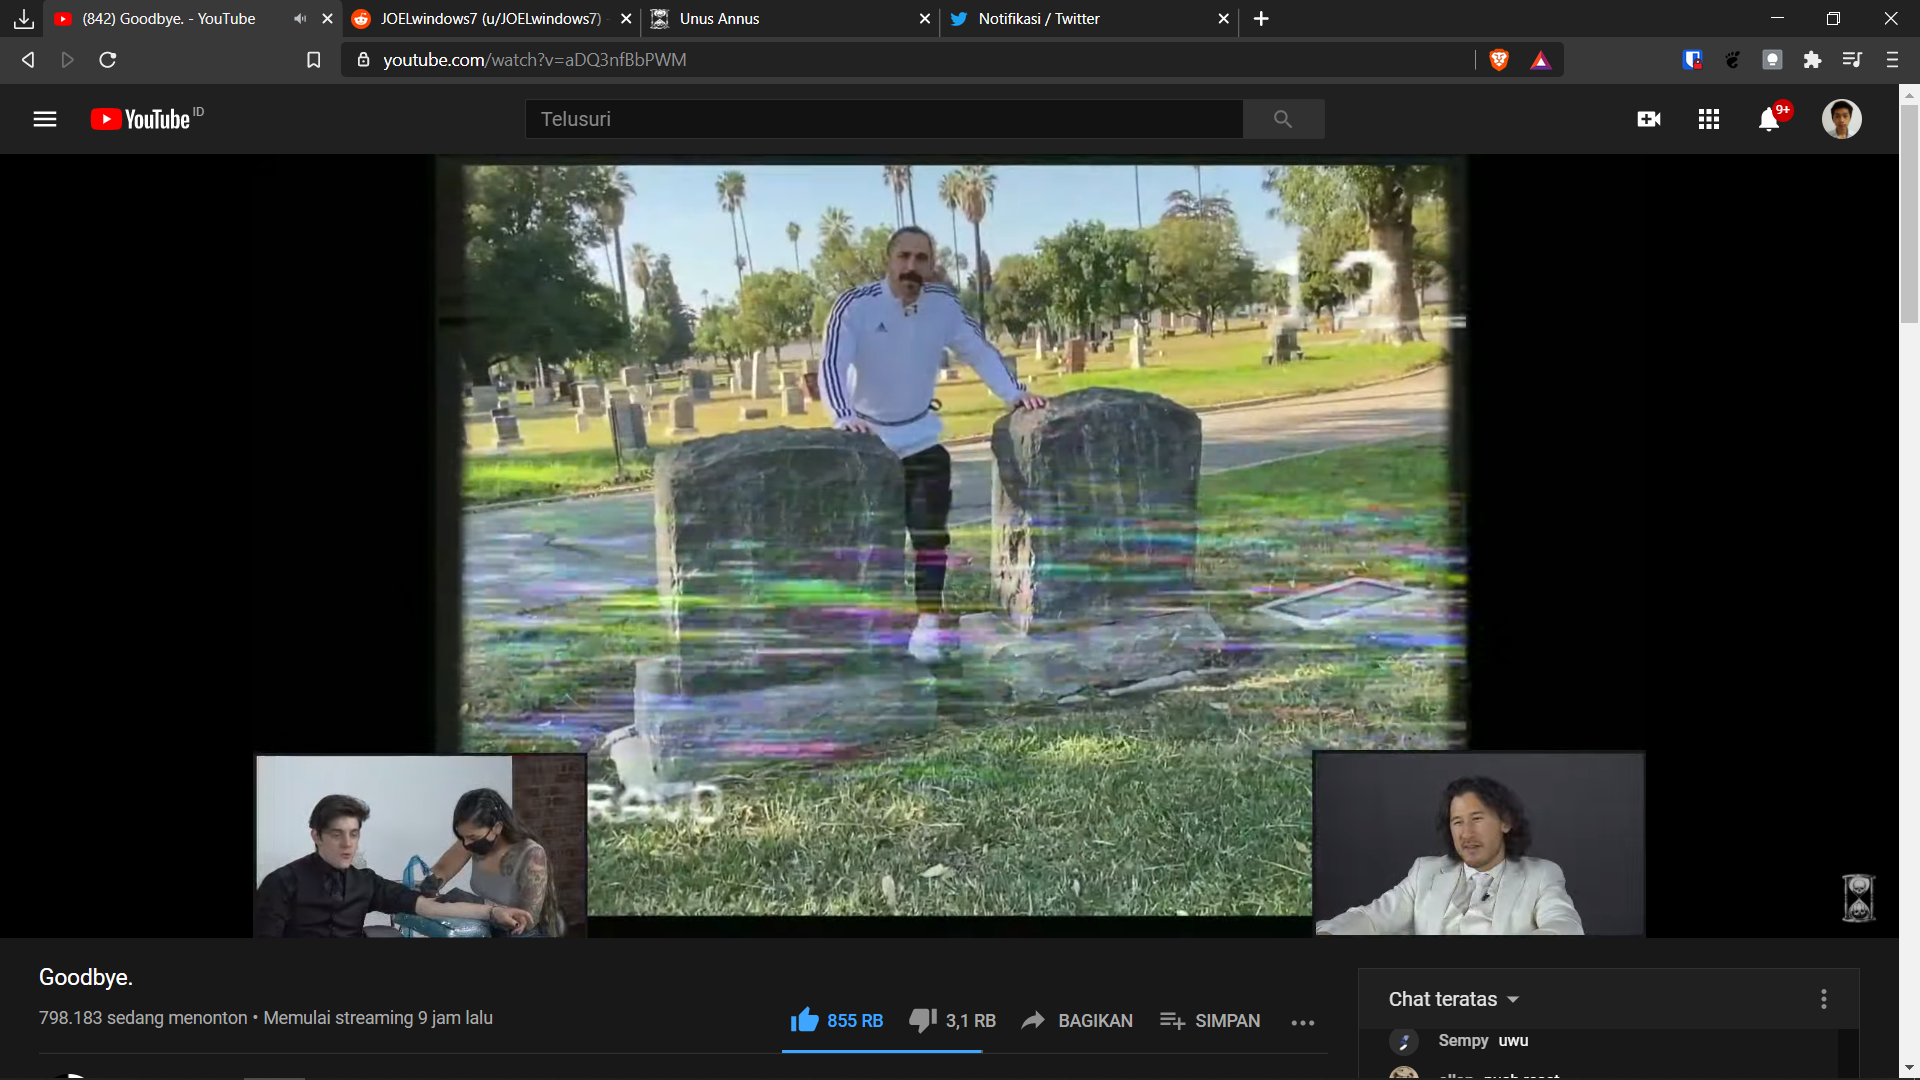 (842) Goodbye. - YouTube
JOELwindows7 (u/JOELwindows7)
Unus Annus
Notifikasi / Twitter
youtube.com/watch?v=aDQ3nfBbPWM
YouTube ID
Telusuri
9+
Goodbye.
798.183 sedang menonton • Memulai streaming 9 jam lalu
855 RB
3,1 RB
BAGIKAN
SIMPAN
Chat teratas
Sempy uwu